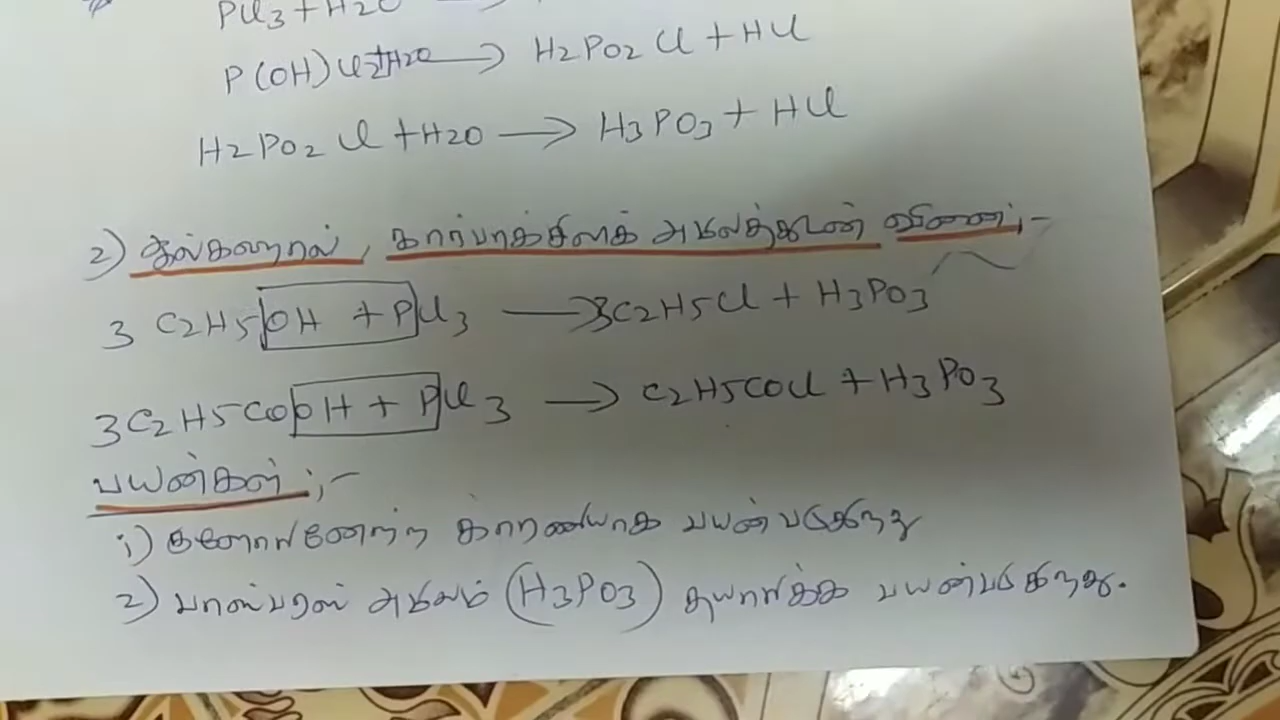 PCl3 + H2O
P(OH)Cl2 + H2O ⟶ H2PO2Cl + HCl
H2PO2Cl + H2O ⟶ H3PO3 + HCl
2) ஆல்கஹால், கார்பாக்சிலிக் அமிலத்துடன் வினை;-
3 C2H5OH + PCl3 ⟶ 3C2H5Cl + H3PO3
3C2H5COOH + PCl3 ⟶ C2H5COCl + H3PO3
பயன்கள்;-
i) குளோரினேற்ற காரணியாக பயன்படுகிறது
2) பாஸ்பரஸ் அமிலம் (H3PO3) தயாரிக்க பயன்படுகிறது.